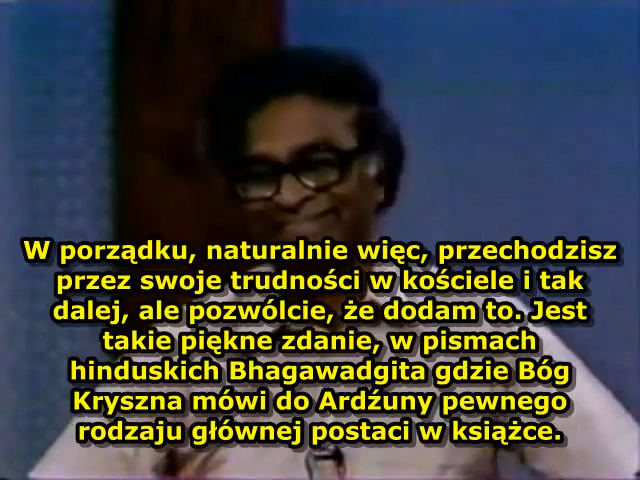 W porządku, naturalnie więc, przechodzisz
przez swoje trudności w kościele i tak
dalej, ale pozwólcie, że dodam to. Jest
takie piękne zdanie, w pismach
hinduskich Bhagawadgita gdzie Bóg
Kryszna mówi do Ardźuny pewnego
rodzaju głównej postaci w książce.